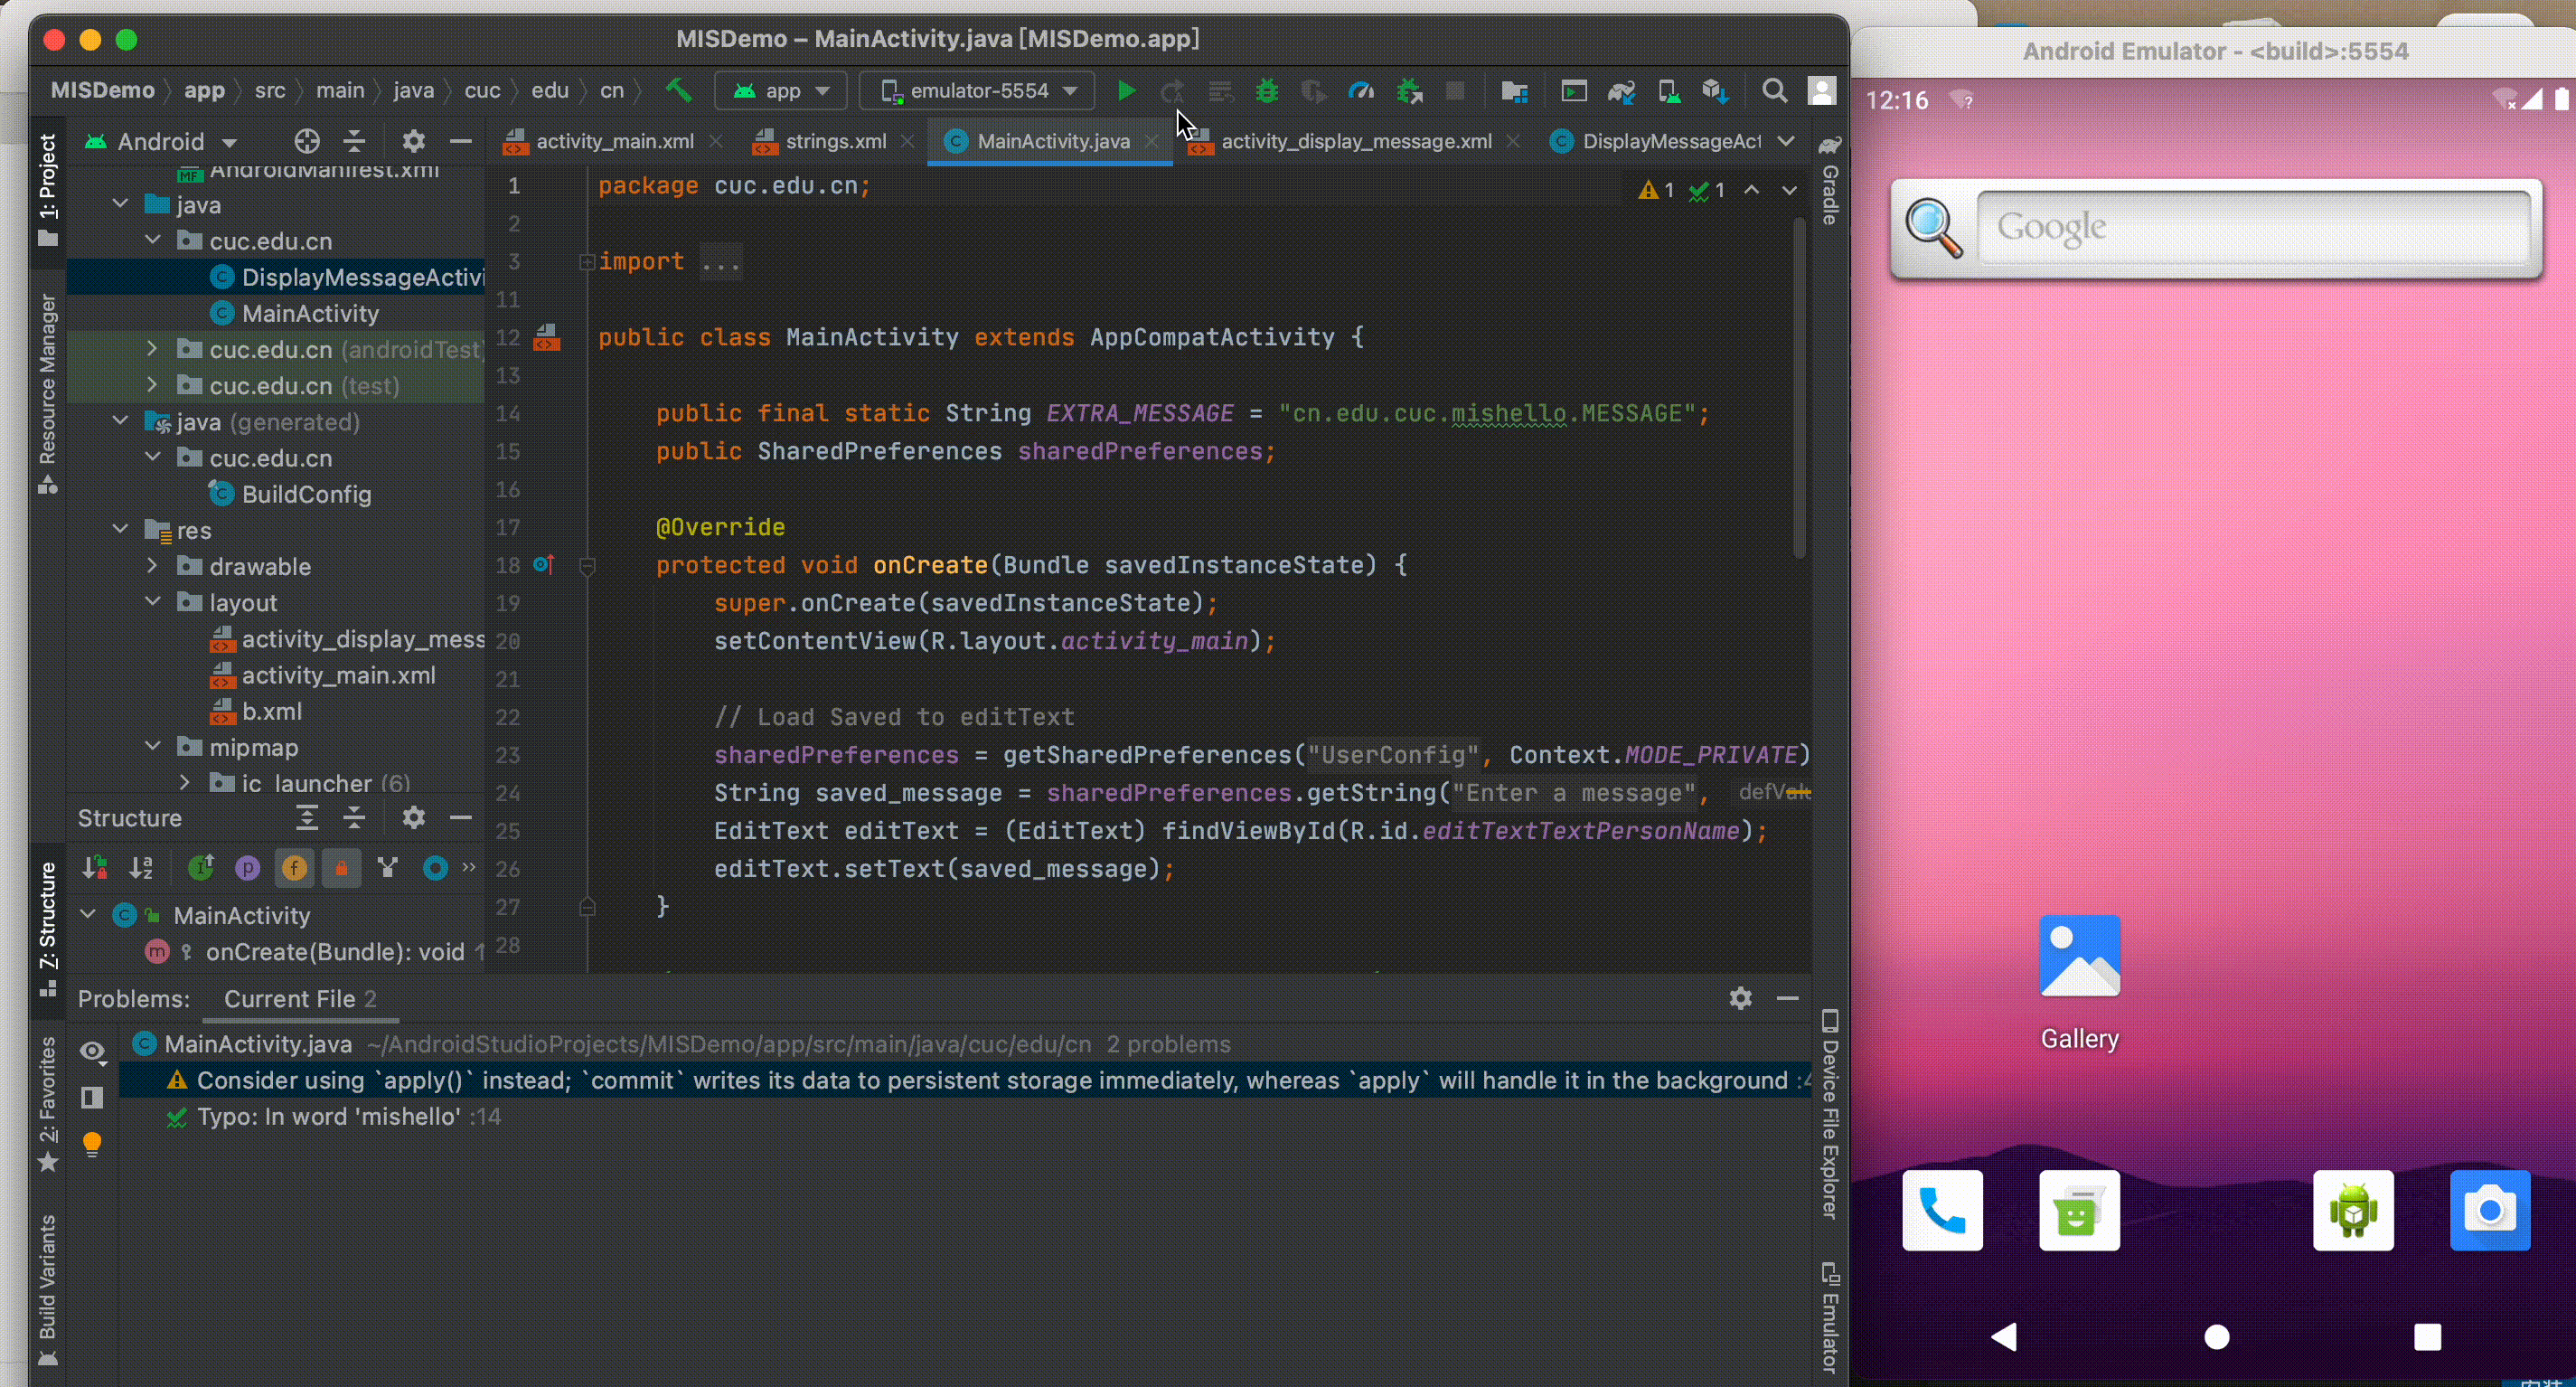 MISDemo – MainActivity.java [MISDemo.app]
MISDemo app src main java cuc edu cn app emulator-5554
Android
activity_main.xml strings.xml MainActivity.java activity_display_message.xml DisplayMessageAct
1: Project
Resource Manager
7: Structure
2: Favorites
Build Variants
AndroidManifest.xml
java
cuc.edu.cn
DisplayMessageActivi
MainActivity
cuc.edu.cn (androidTest)
cuc.edu.cn (test)
java (generated)
cuc.edu.cn
BuildConfig
res
drawable
layout
activity_display_mess
activity_main.xml
b.xml
mipmap
ic_launcher (6)
Structure
MainActivity
onCreate(Bundle): void 1
1 package cuc.edu.cn;
2
3 import ...
11
12 public class MainActivity extends AppCompatActivity {
13
14 public final static String EXTRA_MESSAGE = "cn.edu.cuc.mishello.MESSAGE";
15 public SharedPreferences sharedPreferences;
16
17 @Override
18 protected void onCreate(Bundle savedInstanceState) {
19 super.onCreate(savedInstanceState);
20 setContentView(R.layout.activity_main);
21
22 // Load Saved to editText
23 sharedPreferences = getSharedPreferences("UserConfig", Context.MODE_PRIVATE)
24 String saved_message = sharedPreferences.getString("Enter a message", defValu
25 EditText editText = (EditText) findViewById(R.id.editTextTextPersonName);
26 editText.setText(saved_message);
27 }
28
1 1
Gradle
Device File Explorer
Emulator
Problems: Current File 2
MainActivity.java ~/AndroidStudioProjects/MISDemo/app/src/main/java/cuc/edu/cn 2 problems
Consider using `apply()` instead; `commit` writes its data to persistent storage immediately, whereas `apply` will handle it in the background :4
Typo: In word 'mishello' :14
Android Emulator - <build>:5554
12:16
Google
Gallery